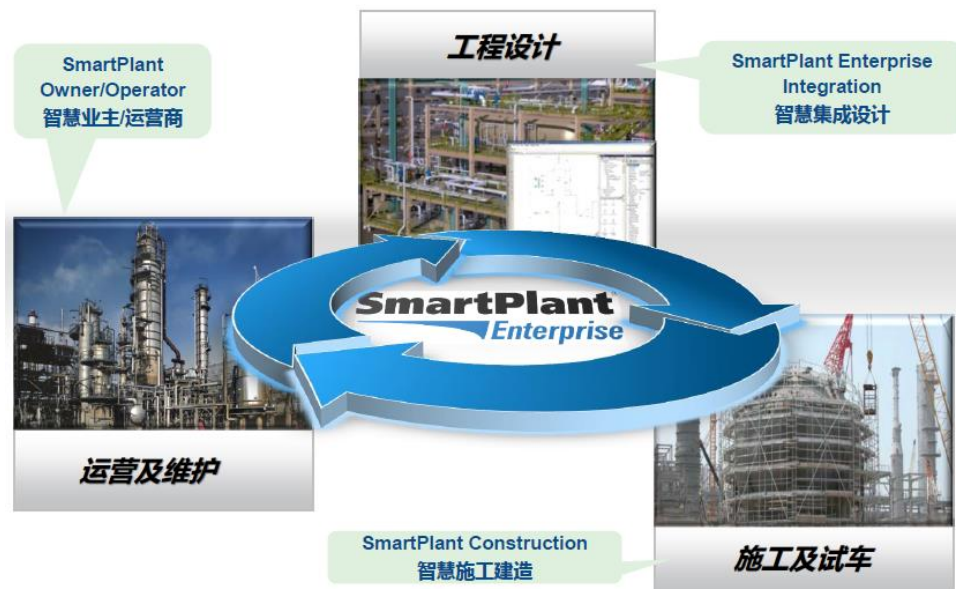 工程设计
SmartPlant
Owner/Operator
智慧业主/运营商
SmartPlant Enterprise
Integration
智慧集成设计
SmartPlant
Enterprise
运营及维护
SmartPlant Construction
智慧施工建造
施工及试车